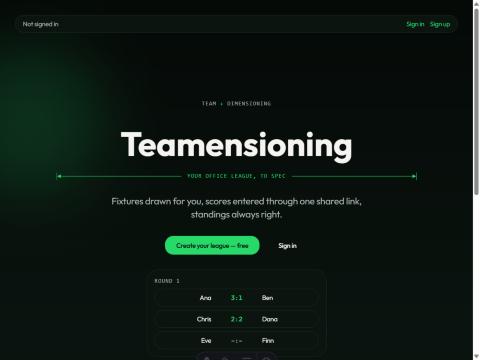 Not signed in
Sign in Sign up
TEAM + DIMENSIONING
Teamensioning
YOUR OFFICE LEAGUE, TO SPEC
Fixtures drawn for you, scores entered through one shared link,
standings always right.
Create your league — free
Sign in
ROUND 1
Ana 3:1 Ben
Chris 2:2 Dana
Eve –:– Finn